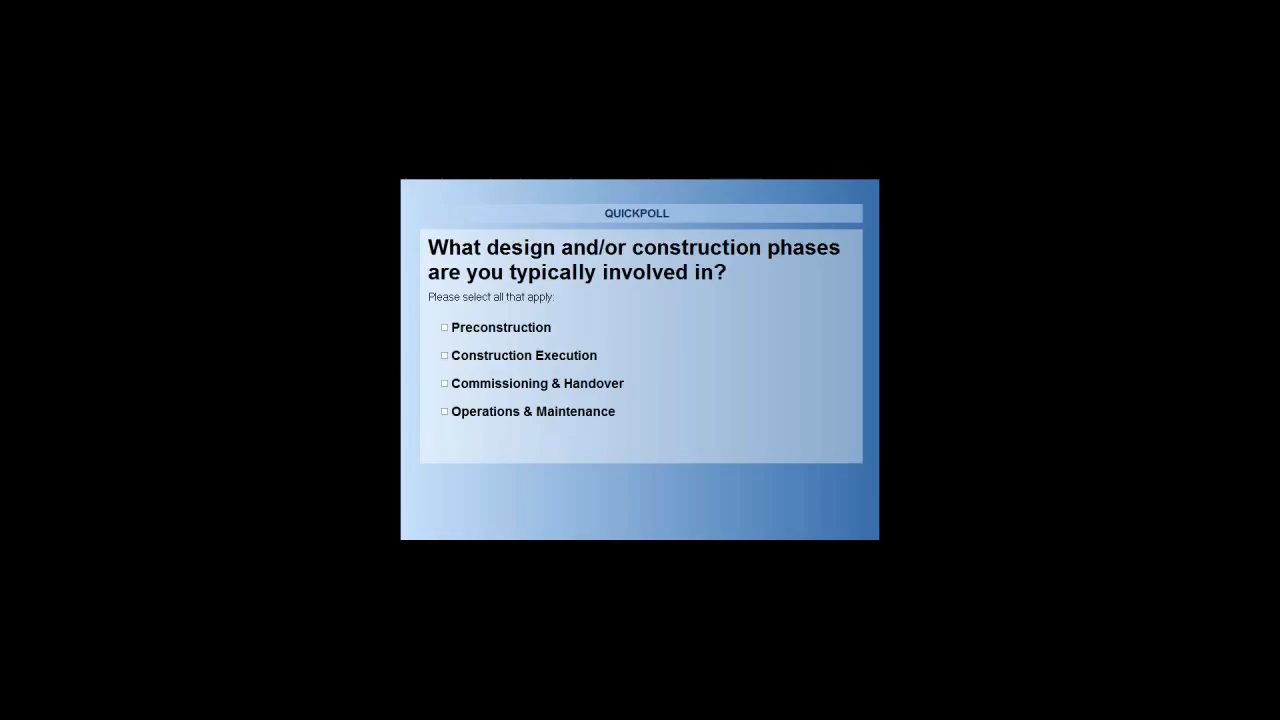 QUICKPOLL
What design and/or construction phases
are you typically involved in?
Please select all that apply:
Preconstruction
Construction Execution
Commissioning & Handover
Operations & Maintenance